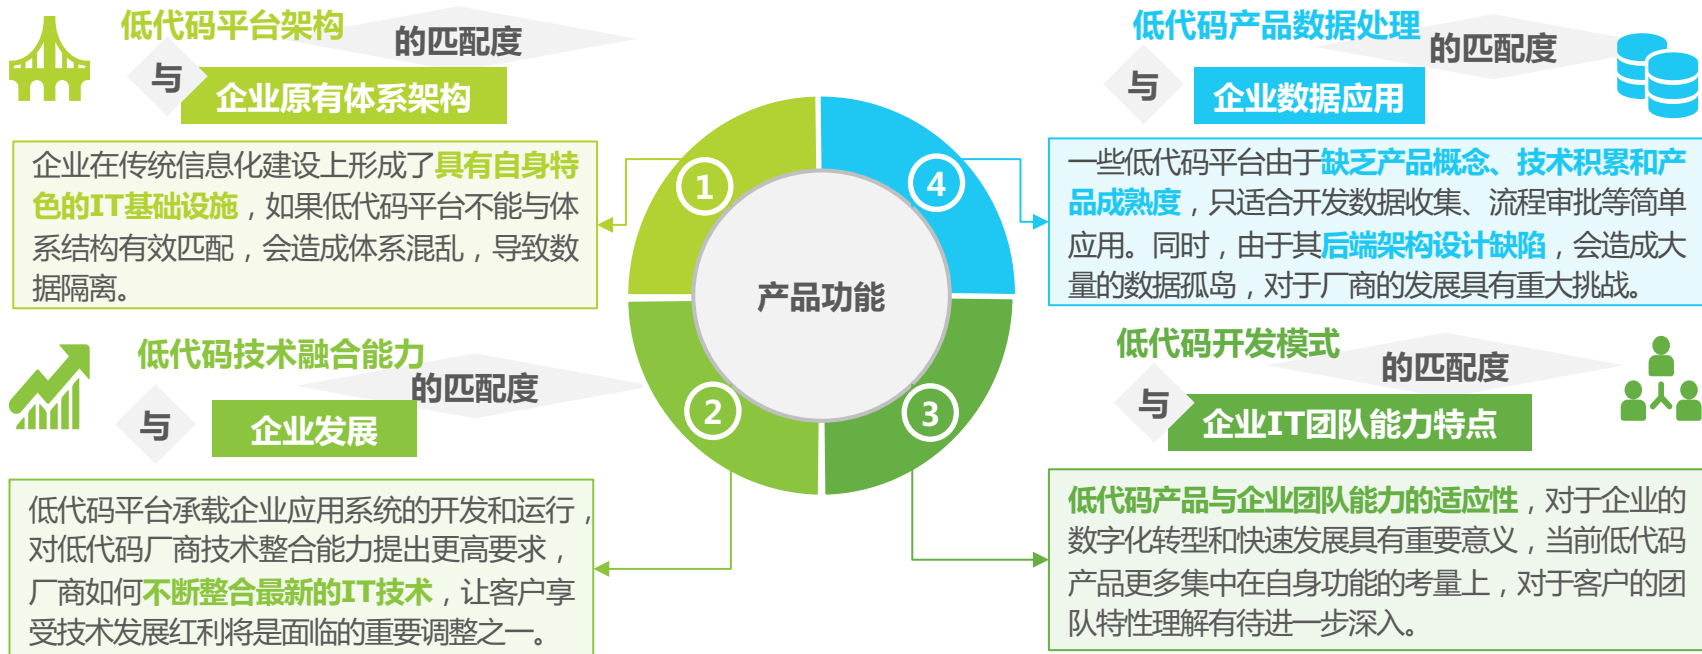 低代码平台架构
的匹配度
与
企业原有体系架构
企业在传统信息化建设上形成了具有自身特
色的IT基础设施，如果低代码平台不能与体
系结构有效匹配，会造成体系混乱，导致数
据隔离。
低代码技术融合能力
的匹配度
与
企业发展
低代码平台承载企业应用系统的开发和运行，
对低代码厂商技术整合能力提出更高要求，
厂商如何不断整合最新的IT技术，让客户享
受技术发展红利将是面临的重要调整之一。
1
4
产品功能
2
3
低代码产品数据处理
的匹配度
与
企业数据应用
一些低代码平台由于缺乏产品概念、技术积累和产
品成熟度，只适合开发数据收集、流程审批等简单
应用。同时，由于其后端架构设计缺陷，会造成大
量的数据孤岛，对于厂商的发展具有重大挑战。
低代码开发模式
的匹配度
与
企业IT团队能力特点
低代码产品与企业团队能力的适应性，对于企业的
数字化转型和快速发展具有重要意义，当前低代码
产品更多集中在自身功能的考量上，对于客户的团
队特性理解有待进一步深入。